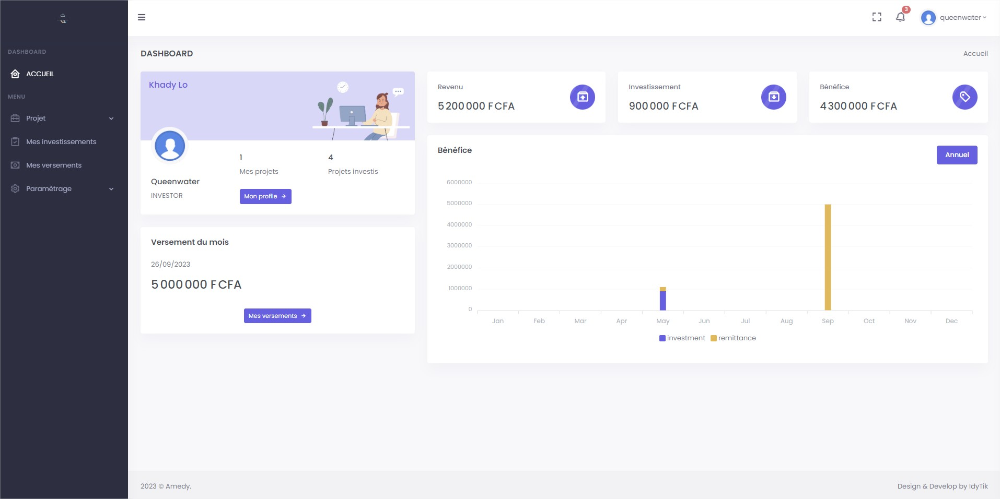 3
queenwater
DASHBOARD
ACCUEIL
MENU
Projet
Mes investissements
Mes versements
Paramètrage
DASHBOARD
Accueil
Khady Lo
Queenwater
INVESTOR
1
Mes projets
4
Projets investis
Mon profile
Versement du mois
26/09/2023
5 000 000 F CFA
Mes versements
Revenu
5 200 000 F CFA
Investissement
900 000 F CFA
Bénéfice
4 300 000 F CFA
Bénéfice
Annuel
6000000
5000000
4000000
3000000
2000000
1000000
0
Jan Feb Mar Apr May Jun Jul Aug Sep Oct Nov Dec
investment remittance
2023 © Amedy.
Design & Develop by IdyTik